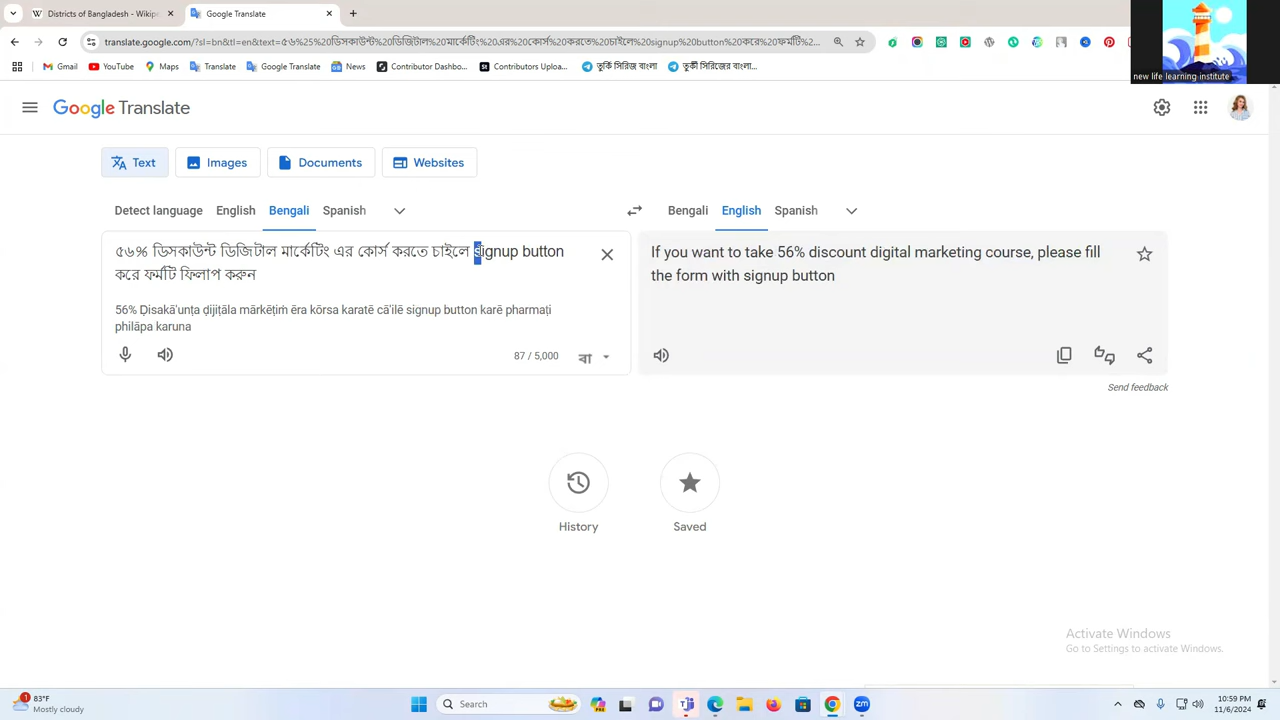 Districts of Bangladesh - Wikip
Google Translate
translate.google.com/?sl=bn&tl=en&text=৫৬%25%20ডিসকাউন্ট%20ডিজিটাল%20মার্কেটিং%20এর%20কোর্স%20করতে%20চাইলে%20signup%20button%20করে%20ফর্মটি%2...
new life learning institute
Gmail
YouTube
Maps
Translate
Google Translate
News
Contributor Dashbo...
Contributors Uploa...
তুর্কি সিরিজ বাংলা
তুর্কী সিরিজের বাংলা...
Google Translate
Text
Images
Documents
Websites
Detect language English Bengali Spanish
Bengali English Spanish
৫৬% ডিসকাউন্ট ডিজিটাল মার্কেটিং এর কোর্স করতে চাইলে signup button
করে ফর্মটি ফিলাপ করুন
56% Ḍisakā'unṭa ḍijiṭāla mārkēṭiṁ ēra kōrsa karatē cā'ilē signup button karē pharmaṭi
philāpa karuna
87 / 5,000
বা
If you want to take 56% discount digital marketing course, please fill
the form with signup button
Send feedback
History
Saved
Activate Windows
Go to Settings to activate Windows.
1
83°F
Mostly cloudy
Search
zm
10:59 PM
11/6/2024